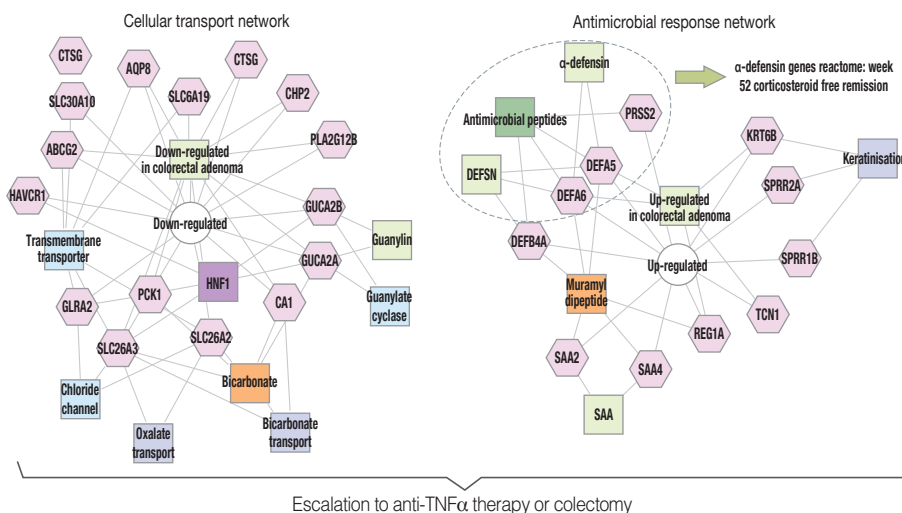 Cellular transport network
CTSG
AQP8
CTSG
SLC30A10
SLC6A19
CHP2
ABCG2
Down-regulated
in colorectal adenoma
PLA2G12B
HAVCR1
Down-regulated
GUCA2B
Transmembrane
transporter
Guanylin
GUCA2A
HNF1
GLRA2
PCK1
CA1
Guanylate
cyclase
SLC26A3
SLC26A2
Chloride
channel
Bicarbonate
Oxalate
transport
Bicarbonate
transport
Antimicrobial response network
α-defensin
α-defensin genes reactome: week
52 corticosteroid free remission
Antimicrobial peptides
PRSS2
KRT6B
Keratinisation
DEFSN
DEFA5
DEFA6
SPRR2A
Up-regulated
in colorectal adenoma
DEFB4A
Up-regulated
SPRR1B
Muramyl
dipeptide
TCN1
REG1A
SAA2
SAA4
SAA
Escalation to anti-TNFα therapy or colectomy